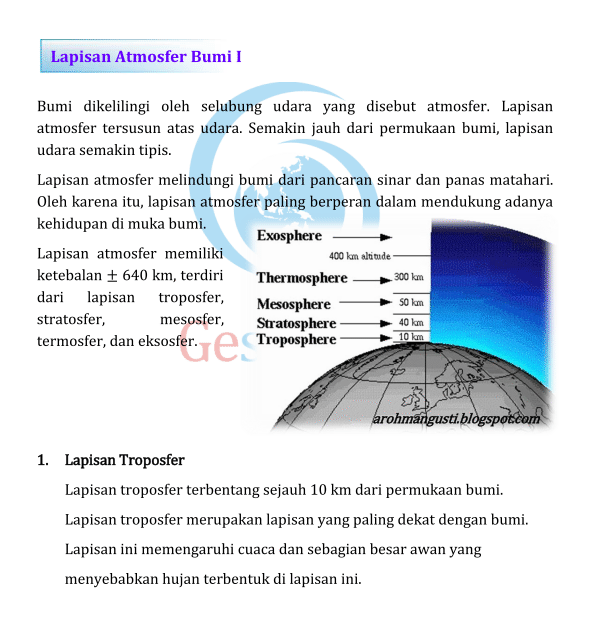 Lapisan Atmosfer Bumi I
Bumi dikelilingi oleh selubung udara yang disebut atmosfer. Lapisan
atmosfer tersusun atas udara. Semakin jauh dari permukaan bumi, lapisan
udara semakin tipis.
Lapisan atmosfer melindungi bumi dari pancaran sinar dan panas matahari.
Oleh karena itu, lapisan atmosfer paling berperan dalam mendukung adanya
kehidupan di muka bumi.
Lapisan atmosfer memiliki
ketebalan ± 640 km, terdiri
dari lapisan troposfer,
stratosfer, mesosfer,
termosfer, dan eksosfer.
Ges
Exosphere
400 km altitude
Thermosphere 300 km
Mesosphere 50 km
Stratosphere 40 km
Troposphere 10 km
arohmangusti.blogspot.com
1. Lapisan Troposfer
Lapisan troposfer terbentang sejauh 10 km dari permukaan bumi.
Lapisan troposfer merupakan lapisan yang paling dekat dengan bumi.
Lapisan ini memengaruhi cuaca dan sebagian besar awan yang
menyebabkan hujan terbentuk di lapisan ini.